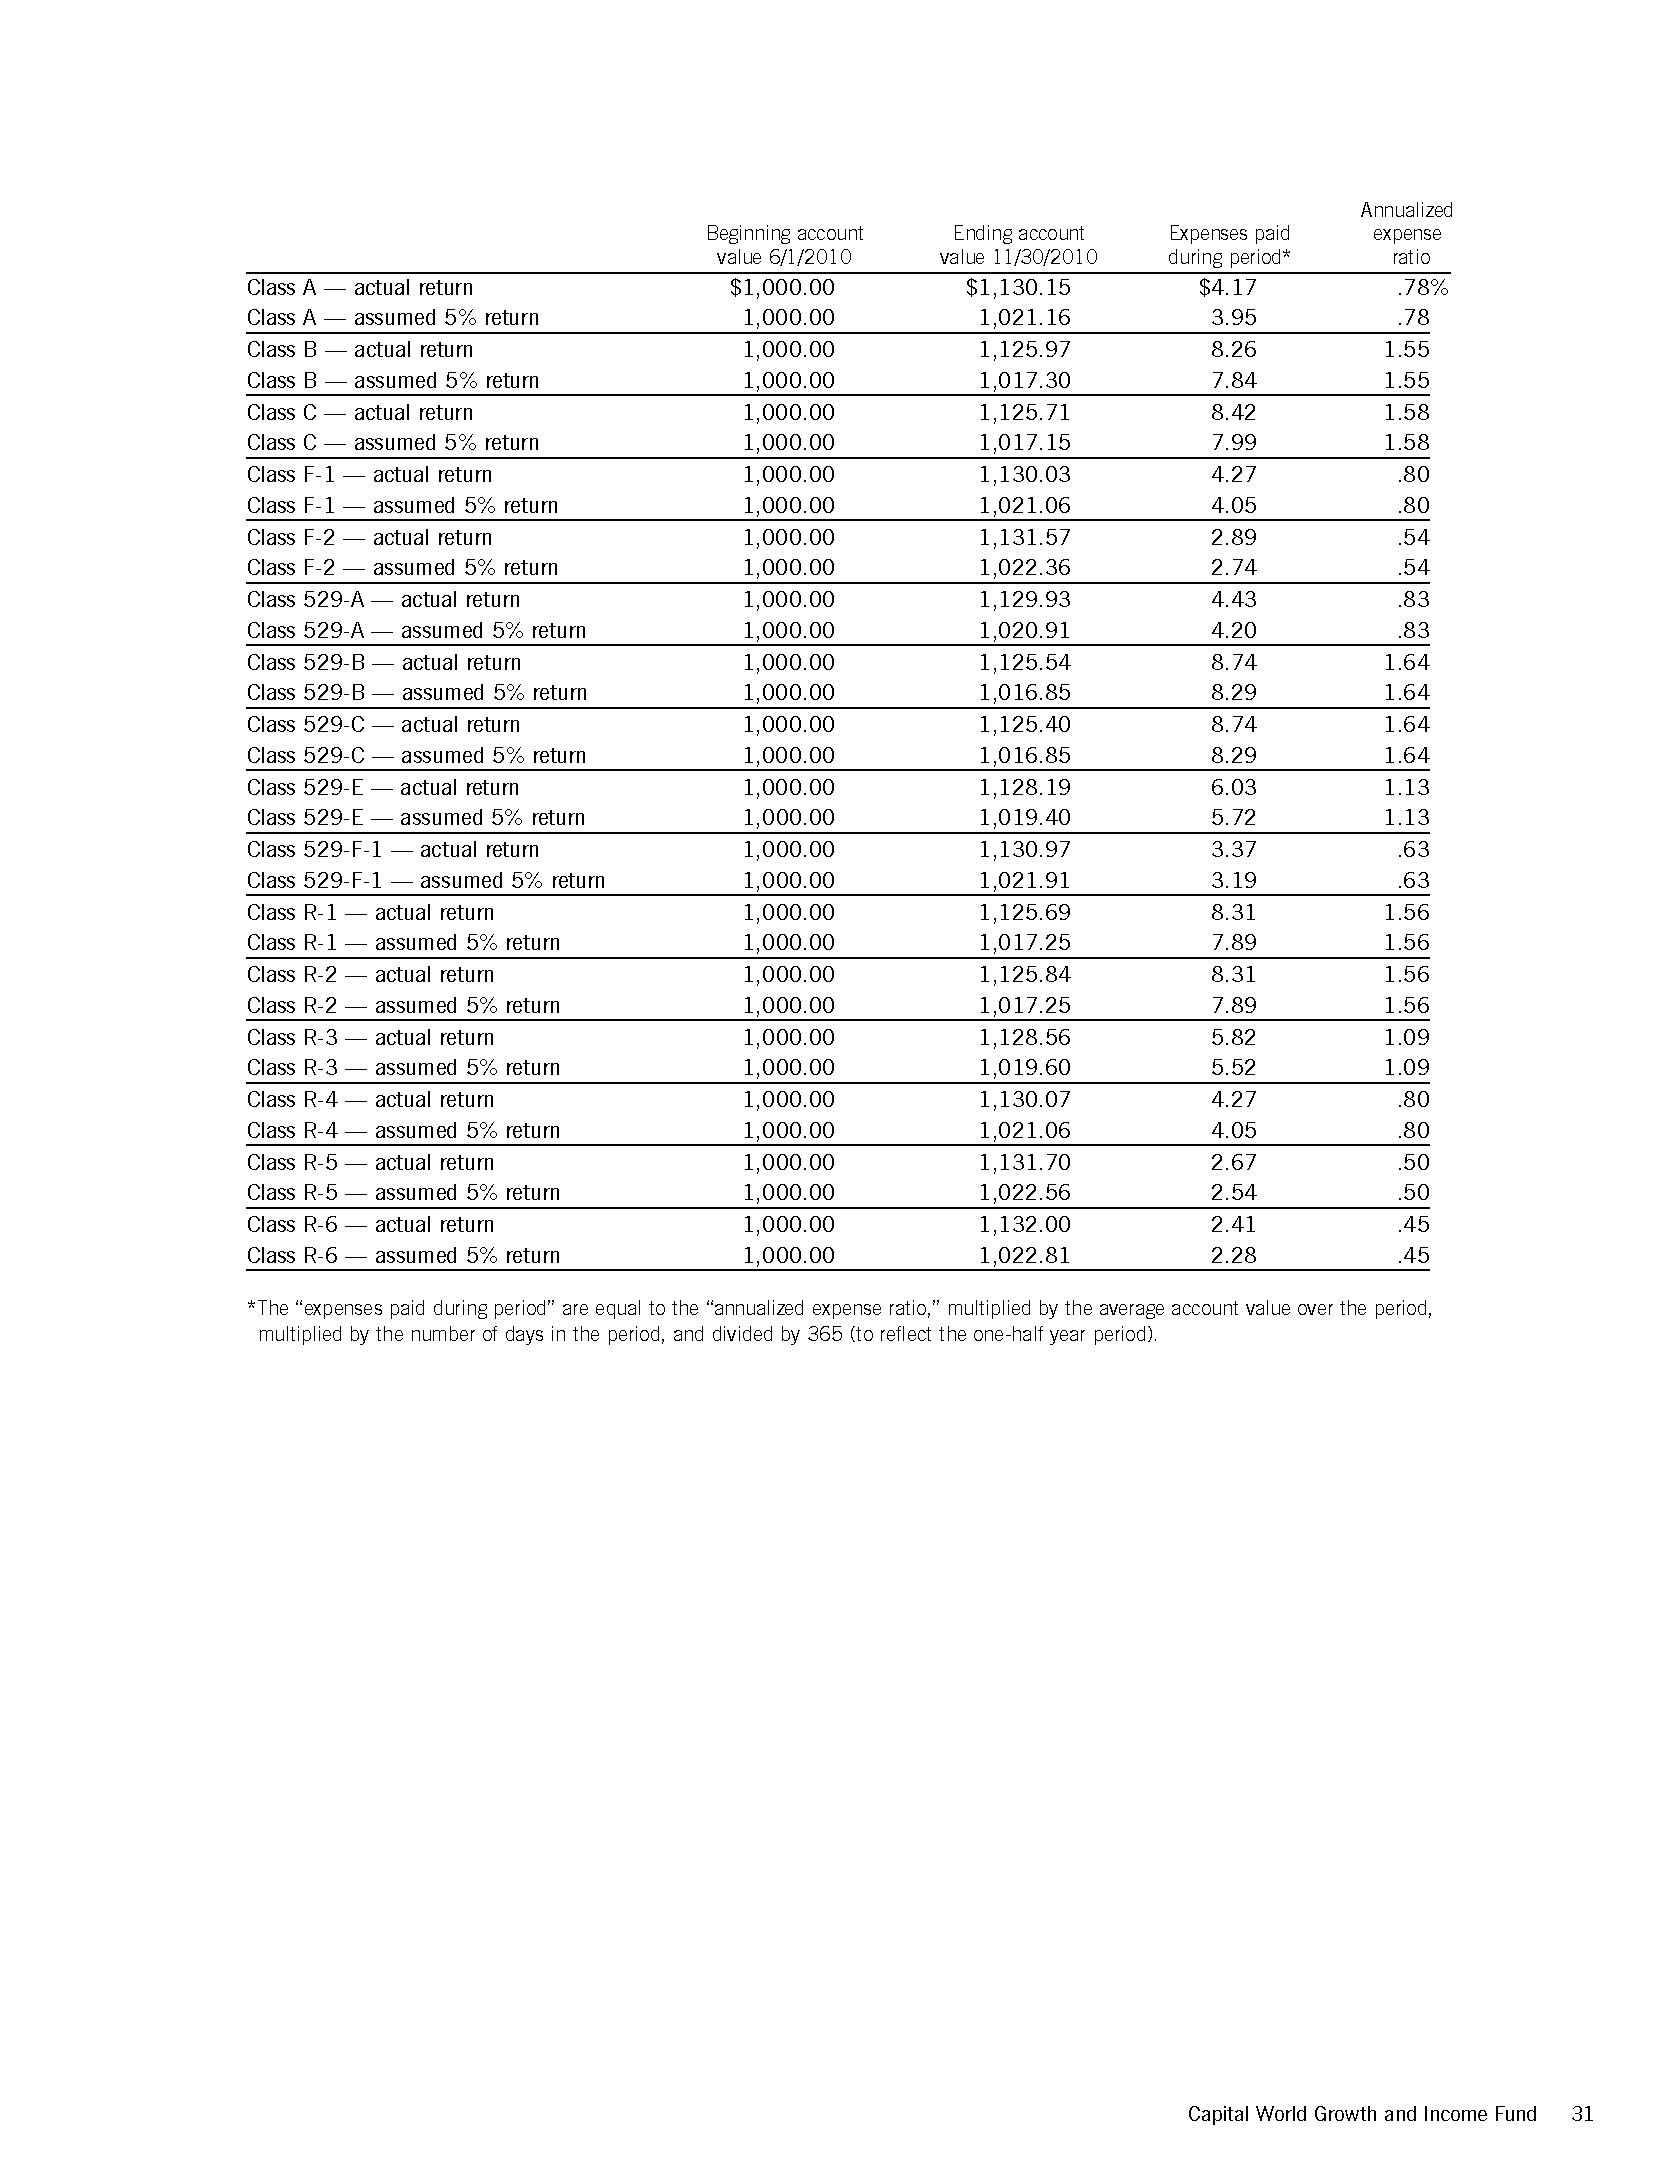 Annualized
Beginning account Ending account Expenses paid expense
value 6/1/2010 value 11/30/2010 during period* ratio
Class A — actual return $1,000.00 $1,130.15 $4.17 .78%
Class A — assumed 5% return 1,000.00 1,021.16 3.95 .78
Class B — actual return 1,000.00 1,125.97 8.26 1.55
Class B — assumed 5% return 1,000.00 1,017.30 7.84 1.55
Class C — actual return 1,000.00 1,125.71 8.42 1.58
Class C — assumed 5% return 1,000.00 1,017.15 7.99 1.58
Class F-1 — actual return 1,000.00 1,130.03 4.27 .80
Class F-1 — assumed 5% return 1,000.00 1,021.06 4.05 .80
Class F-2 — actual return 1,000.00 1,131.57 2.89 .54
Class F-2 — assumed 5% return 1,000.00 1,022.36 2.74 .54
Class 529-A — actual return 1,000.00 1,129.93 4.43 .83
Class 529-A — assumed 5% return 1,000.00 1,020.91 4.20 .83
Class 529-B — actual return 1,000.00 1,125.54 8.74 1.64
Class 529-B — assumed 5% return 1,000.00 1,016.85 8.29 1.64
Class 529-C — actual return 1,000.00 1,125.40 8.74 1.64
Class 529-C — assumed 5% return 1,000.00 1,016.85 8.29 1.64
Class 529-E — actual return 1,000.00 1,128.19 6.03 1.13
Class 529-E — assumed 5% return 1,000.00 1,019.40 5.72 1.13
Class 529-F-1 — actual return 1,000.00 1,130.97 3.37 .63
Class 529-F-1 — assumed 5% return 1,000.00 1,021.91 3.19 .63
Class R-1 — actual return 1,000.00 1,125.69 8.31 1.56
Class R-1 — assumed 5% return 1,000.00 1,017.25 7.89 1.56
Class R-2 — actual return 1,000.00 1,125.84 8.31 1.56
Class R-2 — assumed 5% return 1,000.00 1,017.25 7.89 1.56
Class R-3 — actual return 1,000.00 1,128.56 5.82 1.09
Class R-3 — assumed 5% return 1,000.00 1,019.60 5.52 1.09
Class R-4 — actual return 1,000.00 1,130.07 4.27 .80
Class R-4 — assumed 5% return 1,000.00 1,021.06 4.05 .80
Class R-5 — actual return 1,000.00 1,131.70 2.67 .50
Class R-5 — assumed 5% return 1,000.00 1,022.56 2.54 .50
Class R-6 — actual return 1,000.00 1,132.00 2.41 .45
Class R-6 — assumed 5% return 1,000.00 1,022.81 2.28 .45
*The “expenses paid during period” are equal to the “annualized expense ratio,” multiplied by the average account value over the period,
multiplied by the number of days in the period, and divided by 365 (to reflect the one-half year period).
Capital World Growth and Income Fund 31